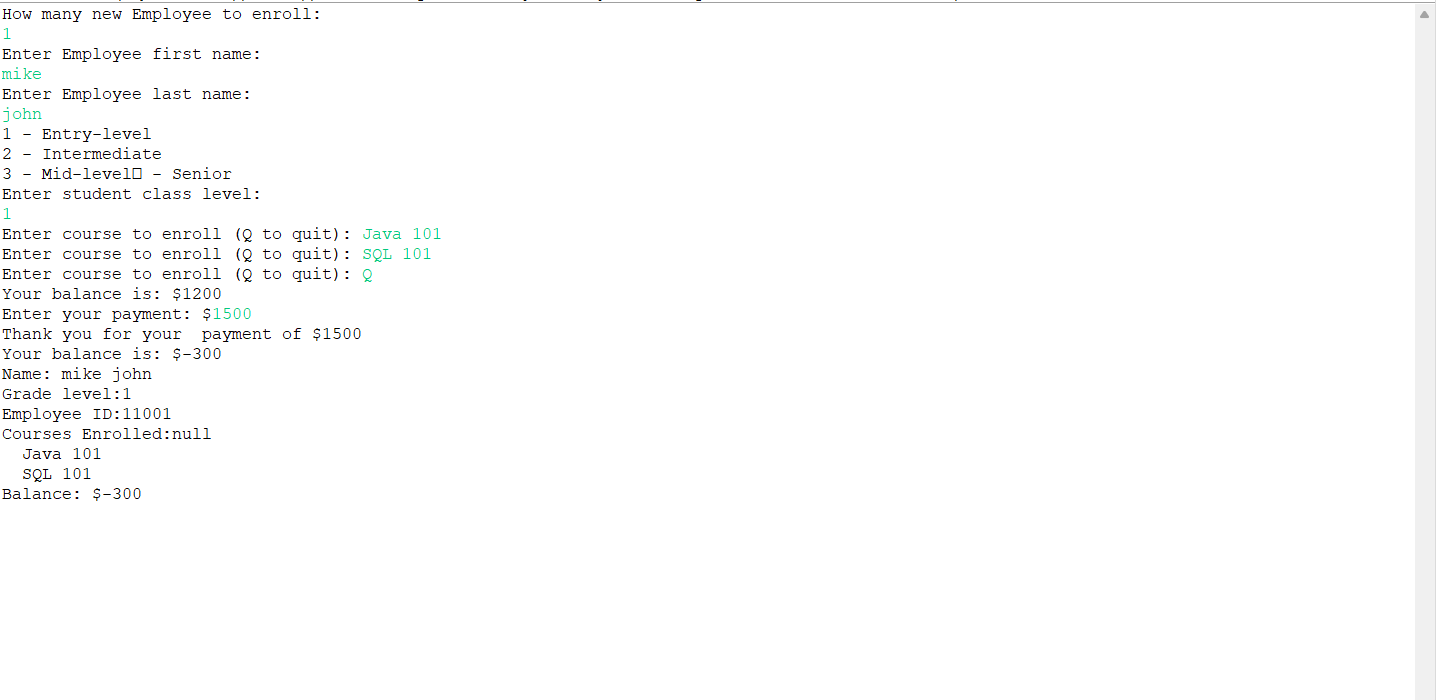 How many new Employee to enroll:
1
Enter Employee first name:
mike
Enter Employee last name:
john
1 - Entry-level
2 - Intermediate
3 - Mid-level□ - Senior
Enter student class level:
1
Enter course to enroll (Q to quit): Java 101
Enter course to enroll (Q to quit): SQL 101
Enter course to enroll (Q to quit): Q
Your balance is: $1200
Enter your payment: $1500
Thank you for your  payment of $1500
Your balance is: $-300
Name: mike john
Grade level:1
Employee ID:11001
Courses Enrolled:null
  Java 101
  SQL 101
Balance: $-300